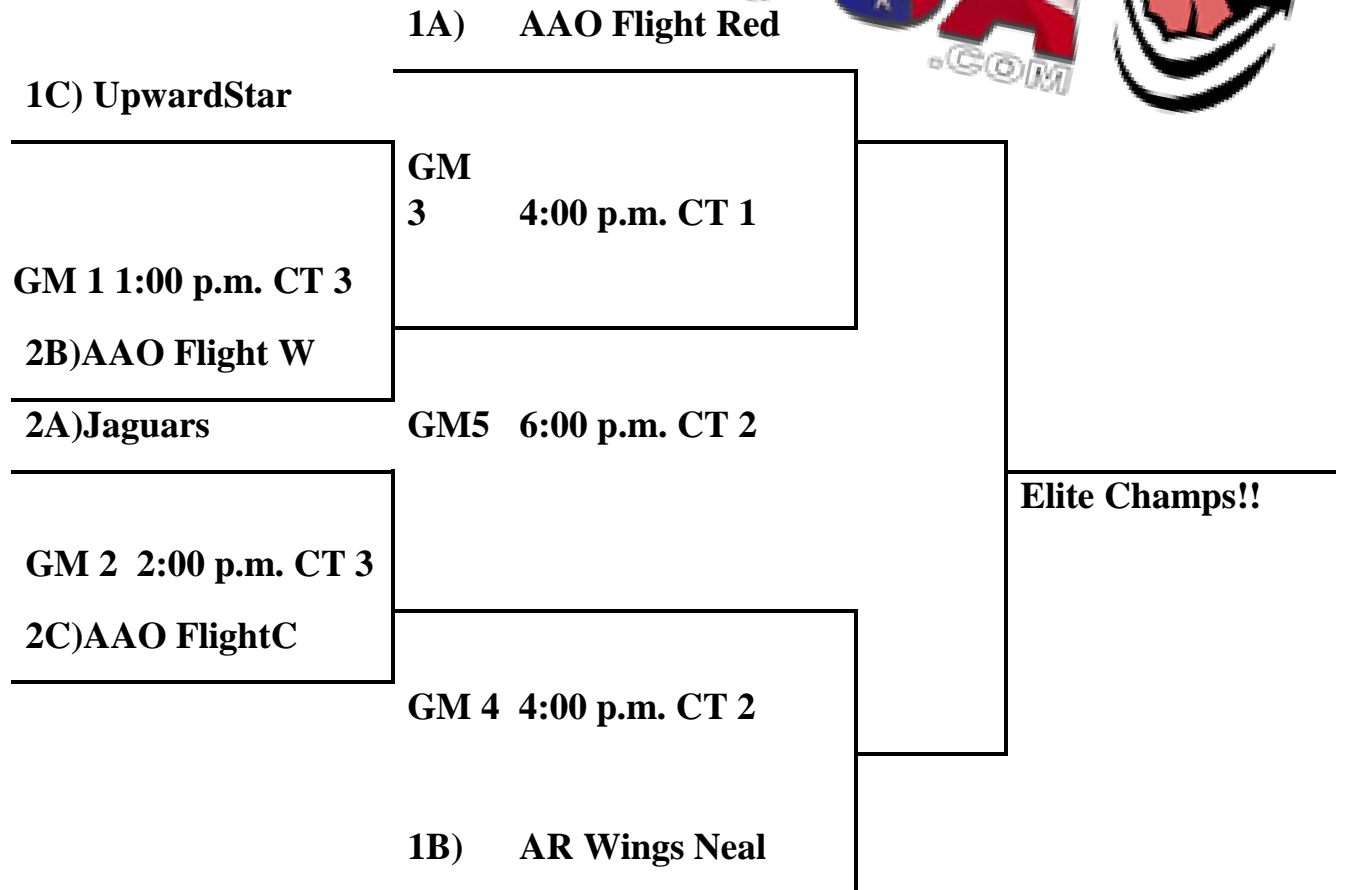 1A) AAO Flight Red
.COM
1C) UpwardStar
GM
3 4:00 p.m. CT 1
GM 1 1:00 p.m. CT 3
2B)AAO Flight W
2A)Jaguars
GM5 6:00 p.m. CT 2
Elite Champs!!
GM 2 2:00 p.m. CT 3
2C)AAO FlightC
GM 4 4:00 p.m. CT 2
1B) AR Wings Neal